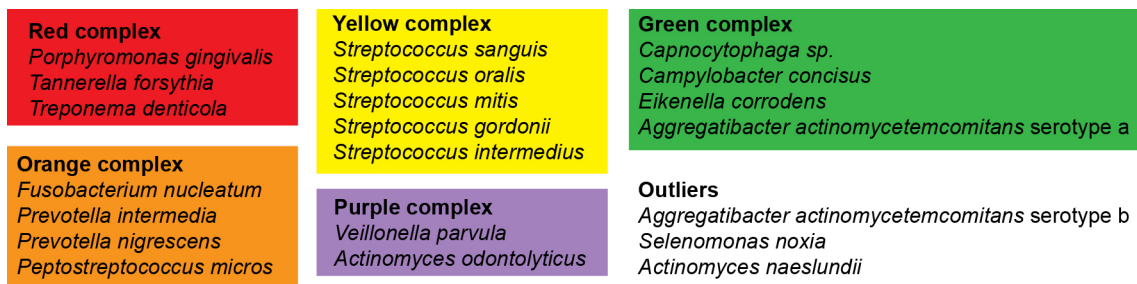 Red complex
Porphyromonas gingivalis
Tannerella forsythia
Treponema denticola
Orange complex
Fusobacterium nucleatum
Prevotella intermedia
Prevotella nigrescens
Peptostreptococcus micros
Yellow complex
Streptococcus sanguis
Streptococcus oralis
Streptococcus mitis
Streptococcus gordonii
Streptococcus intermedius
Purple complex
Veillonella parvula
Actinomyces odontolyticus
Green complex
Capnocytophaga sp.
Campylobacter concisus
Eikenella corrodens
Aggregatibacter actinomycetemcomitans serotype a
Outliers
Aggregatibacter actinomycetemcomitans serotype b
Selenomonas noxia
Actinomyces naeslundii